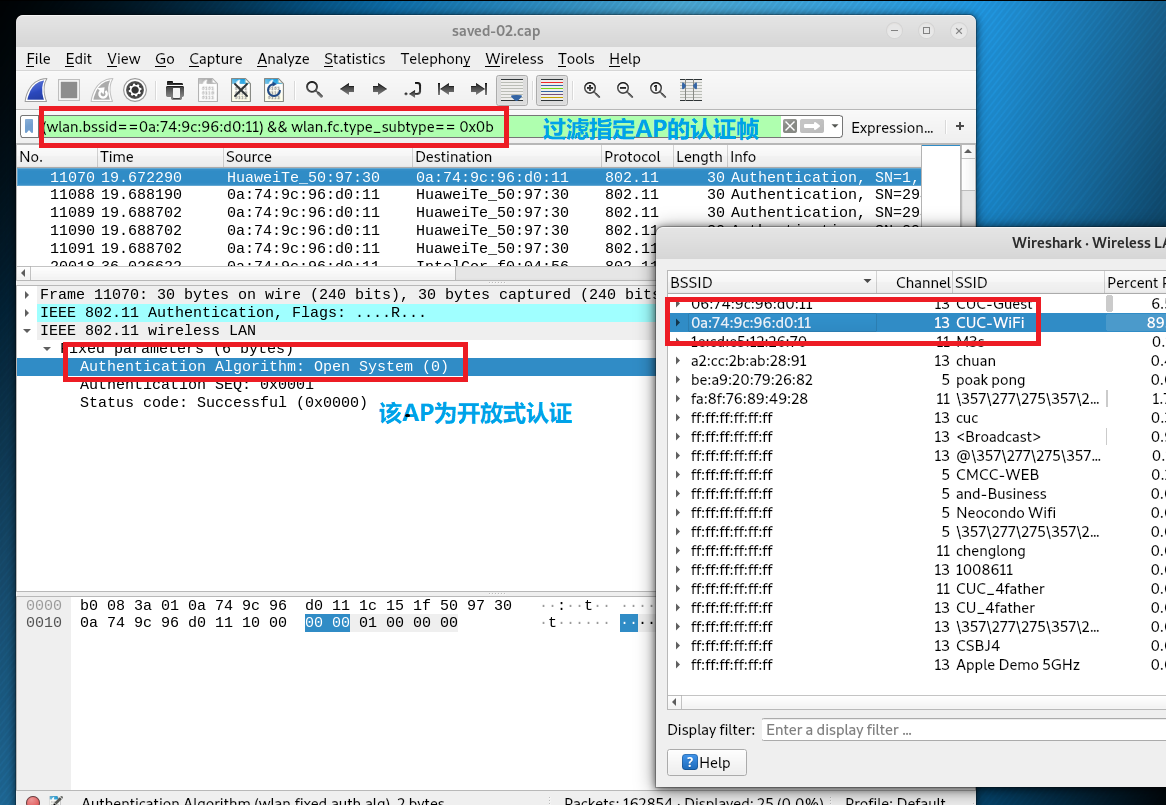 saved-02.cap
File Edit View Go Capture Analyze Statistics Telephony Wireless Tools Help
(wlan.bssid==0a:74:9c:96:d0:11) && wlan.fc.type_subtype== 0x0b
过滤指定AP的认证帧
Expression... +
No. Time Source Destination Protocol Length Info
11070 19.672290 HuaweiTe_50:97:30 0a:74:9c:96:d0:11 802.11 30 Authentication, SN=1,
11088 19.688190 0a:74:9c:96:d0:11 HuaweiTe_50:97:30 802.11 30 Authentication, SN=29
11089 19.688702 0a:74:9c:96:d0:11 HuaweiTe_50:97:30 802.11 30 Authentication, SN=29
11090 19.688702 0a:74:9c:96:d0:11 HuaweiTe_50:97:30 802.11
11091 19.688702 0a:74:9c:96:d0:11 HuaweiTe_50:97:30 802.11
20018 36.026622 0a:74:9c:96:d0:11 IntelCor_f0:04:56 802.11
Frame 11070: 30 bytes on wire (240 bits), 30 bytes captured (240 bits
IEEE 802.11 Authentication, Flags: ....R...
IEEE 802.11 wireless LAN
Fixed parameters (6 bytes)
Authentication Algorithm: Open System (0)
Authentication SEQ: 0x0001
Status code: Successful (0x0000)
该AP为开放式认证
0000 b0 08 3a 01 0a 74 9c 96 d0 11 1c 15 1f 50 97 30 ··:··t·· ····
0010 0a 74 9c 96 d0 11 10 00 00 00 01 00 00 00 ·t······ ····
Authentication Algorithm (wlan.fixed.auth.alg), 2 bytes
Packets: 162854 · Displayed: 25 (0.0%)
Profile: Default
Wireshark · Wireless LA
BSSID Channel SSID Percent P
06:74:9c:96:d0:11 13 CUC-Guest 6.
0a:74:9c:96:d0:11 13 CUC-WiFi 89
1e:cd:e5:12:26:70 11 M3s
a2:cc:2b:ab:28:91 13 chuan 0.4
be:a9:20:79:26:82 5 poak pong 0.
fa:8f:76:89:49:28 11 \357\277\275\357\2... 1.7
ff:ff:ff:ff:ff:ff 13 cuc 0.
ff:ff:ff:ff:ff:ff 13 <Broadcast> 0.
ff:ff:ff:ff:ff:ff 13 @\357\277\275\357... 0.
ff:ff:ff:ff:ff:ff 5 CMCC-WEB 0.
ff:ff:ff:ff:ff:ff 5 and-Business 0.
ff:ff:ff:ff:ff:ff 5 Neocondo Wifi 0.
ff:ff:ff:ff:ff:ff 5 \357\277\275\357\2... 0.
ff:ff:ff:ff:ff:ff 11 chenglong 0.
ff:ff:ff:ff:ff:ff 13 1008611 0.
ff:ff:ff:ff:ff:ff 11 CUC_4father 0.
ff:ff:ff:ff:ff:ff 13 CU_4father 0.
ff:ff:ff:ff:ff:ff 13 \357\277\275\357\2... 0.
ff:ff:ff:ff:ff:ff 13 CSBJ4 0.
ff:ff:ff:ff:ff:ff 13 Apple Demo 5GHz 0.
Display filter: Enter a display filter ...
Help